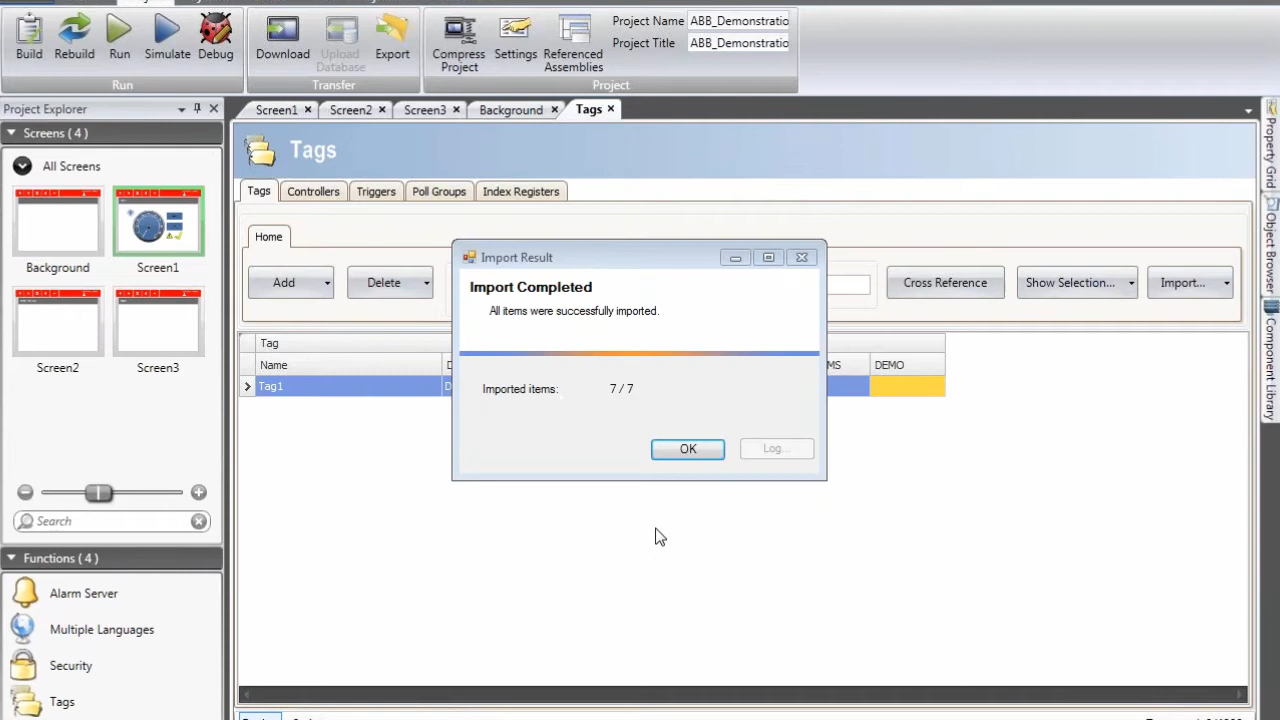 Build
Rebuild
Run
Simulate
Debug
Download
Upload
Database
Export
Compress
Project
Settings
Referenced
Assemblies
Project Name ABB_Demonstratio
Project Title ABB_Demonstratio
Run
Transfer
Project
Project Explorer
Screen1
Screen2
Screen3
Background
Tags
Screens ( 4 )
All Screens
Background
Screen1
Screen2
Screen3
Search
Functions ( 4 )
Alarm Server
Multiple Languages
Security
Tags
Tags
Tags
Controllers
Triggers
Poll Groups
Index Registers
Home
Add
Delete
Cross Reference
Show Selection...
Import...
Tag
Name
DEMO
Tag1
Import Result
Import Completed
All items were successfully imported.
Imported items: 7 / 7
OK
Log...
Property Grid
Object Browser
Component Library